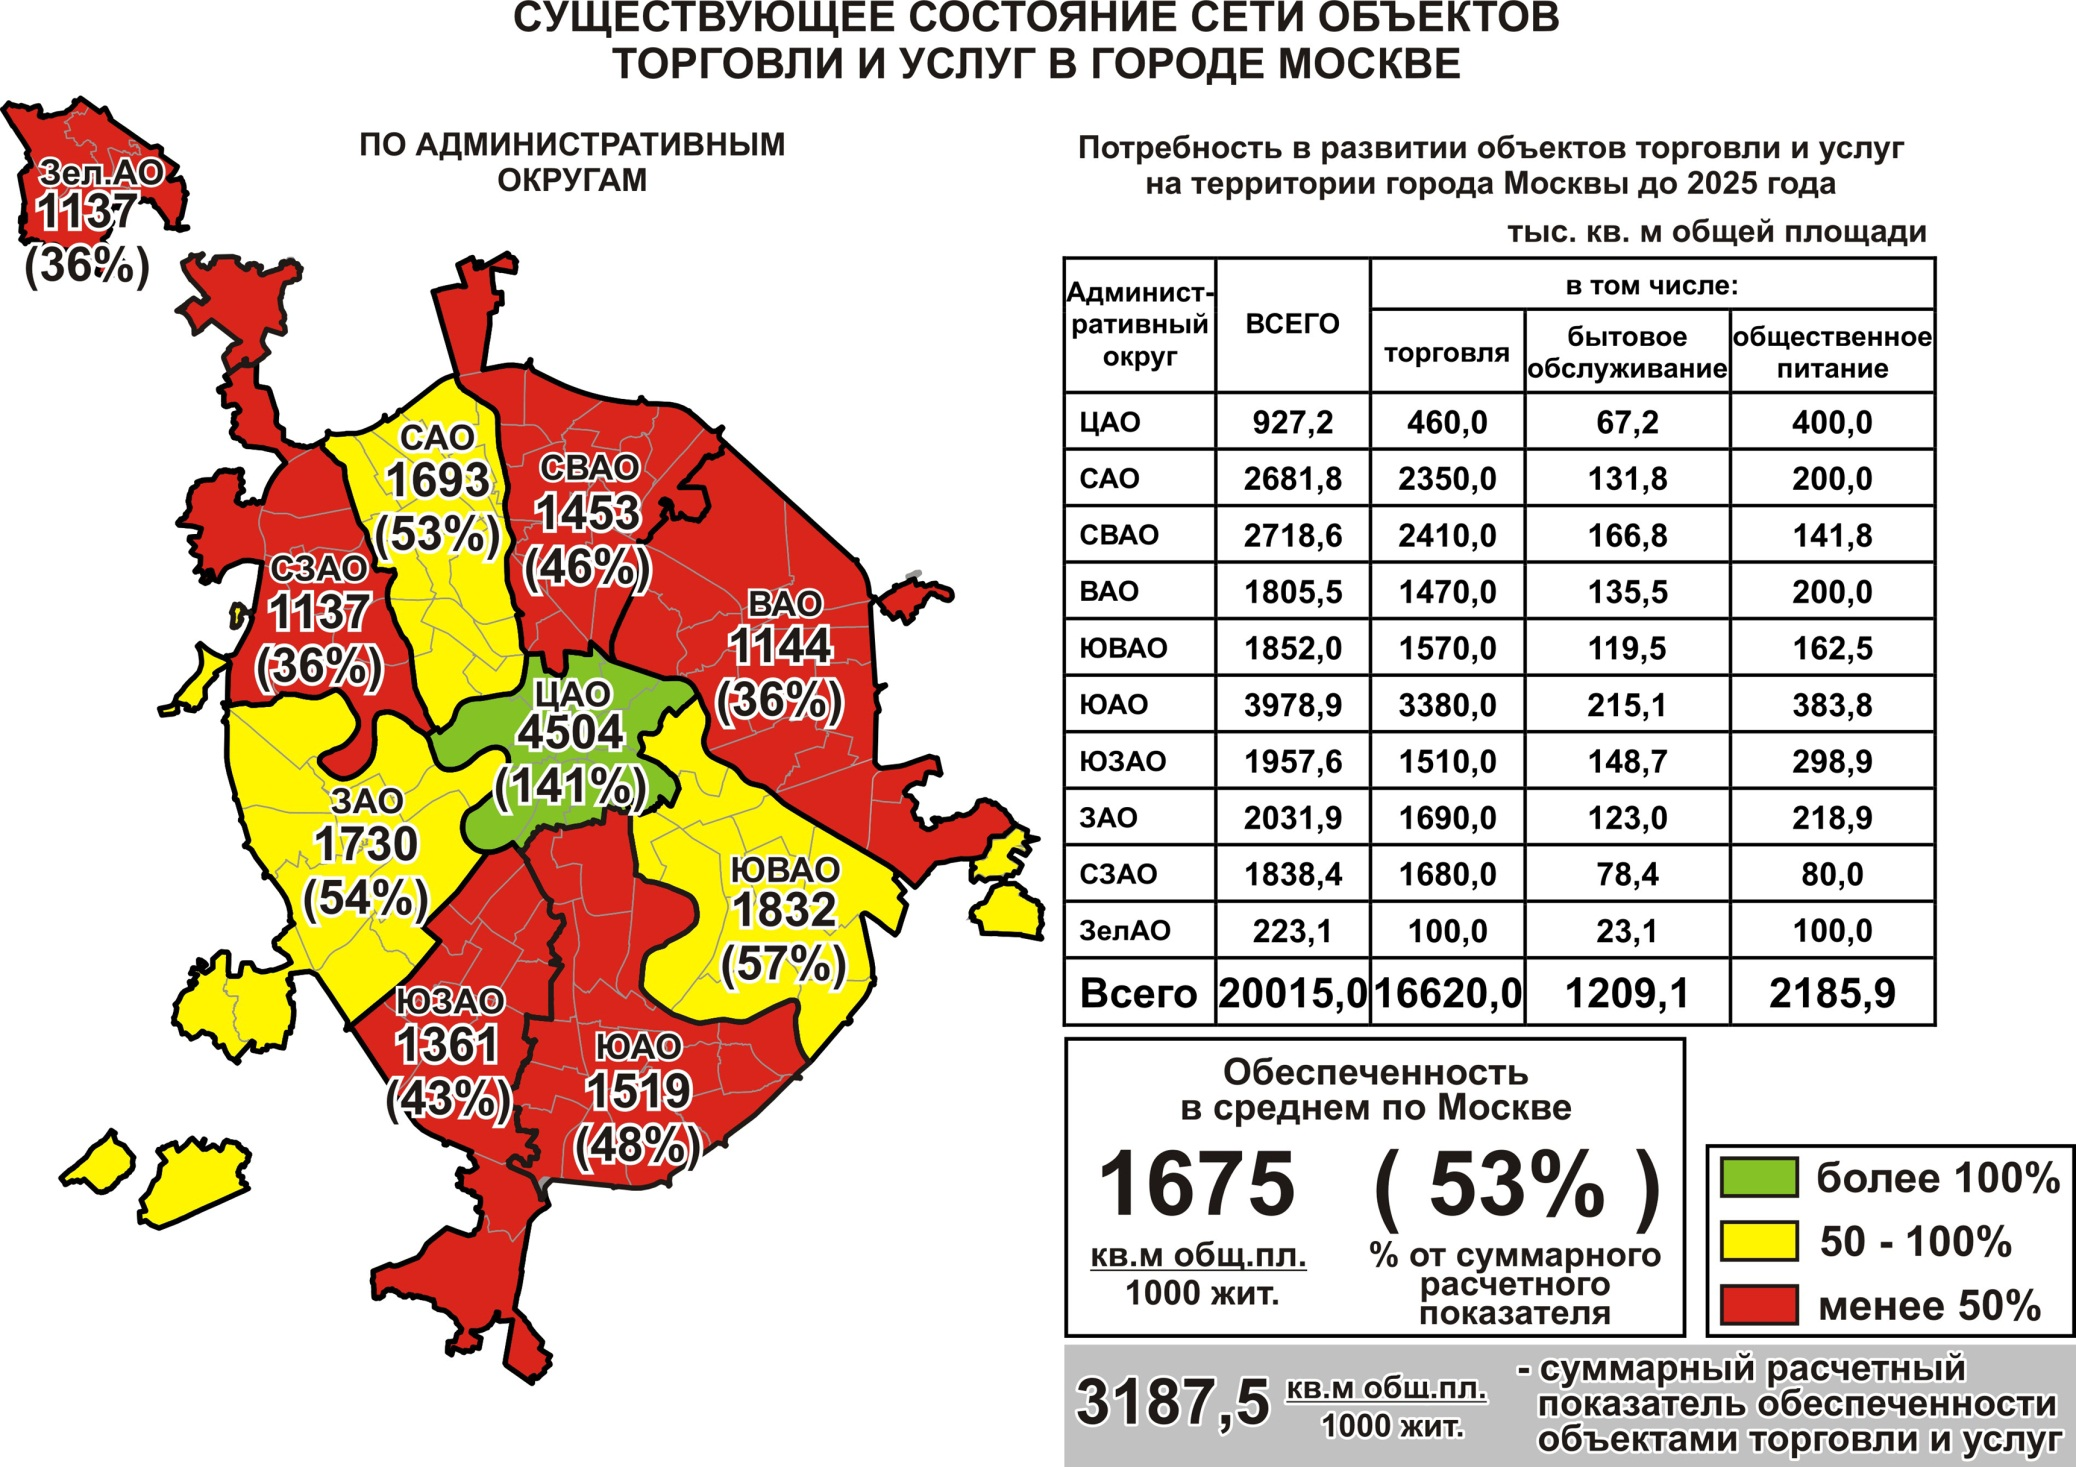 СУЩЕСТВУЮЩЕЕ СОСТОЯНИЕ СЕТИ ОБЪЕКТОВ
ТОРГОВЛИ И УСЛУГ В ГОРОДЕ МОСКВЕ
ПО АДМИНИСТРАТИВНЫМ
ОКРУГАМ
Зел.АО
1137
(36%)
САО
1693
(53%)
СВАО
1453
(46%)
СЗАО
1137
(36%)
ВАО
1144
(36%)
ЦАО
4504
(141%)
ЗАО
1730
(54%)
ЮВАО
1832
(57%)
ЮЗАО
1361
(43%)
ЮАО
1519
(48%)
Потребность в развитии объектов торговли и услуг
на территории города Москвы до 2025 года
тыс. кв. м общей площади
Админист-
ративный
округ
ВСЕГО
в том числе:
торговля
бытовое
обслуживание
общественное
питание
ЦАО 927,2 460,0 67,2 400,0
САО 2681,8 2350,0 131,8 200,0
СВАО 2718,6 2410,0 166,8 141,8
ВАО 1805,5 1470,0 135,5 200,0
ЮВАО 1852,0 1570,0 119,5 162,5
ЮАО 3978,9 3380,0 215,1 383,8
ЮЗАО 1957,6 1510,0 148,7 298,9
ЗАО 2031,9 1690,0 123,0 218,9
СЗАО 1838,4 1680,0 78,4 80,0
ЗелАО 223,1 100,0 23,1 100,0
Всего 20015,0 16620,0 1209,1 2185,9
Обеспеченность
в среднем по Москве
1675 ( 53% )
кв.м общ.пл.
1000 жит.
% от суммарного
расчетного
показателя
более 100%
50 - 100%
менее 50%
3187,5
кв.м общ.пл.
1000 жит.
- суммарный расчетный
показатель обеспеченности
объектами торговли и услуг